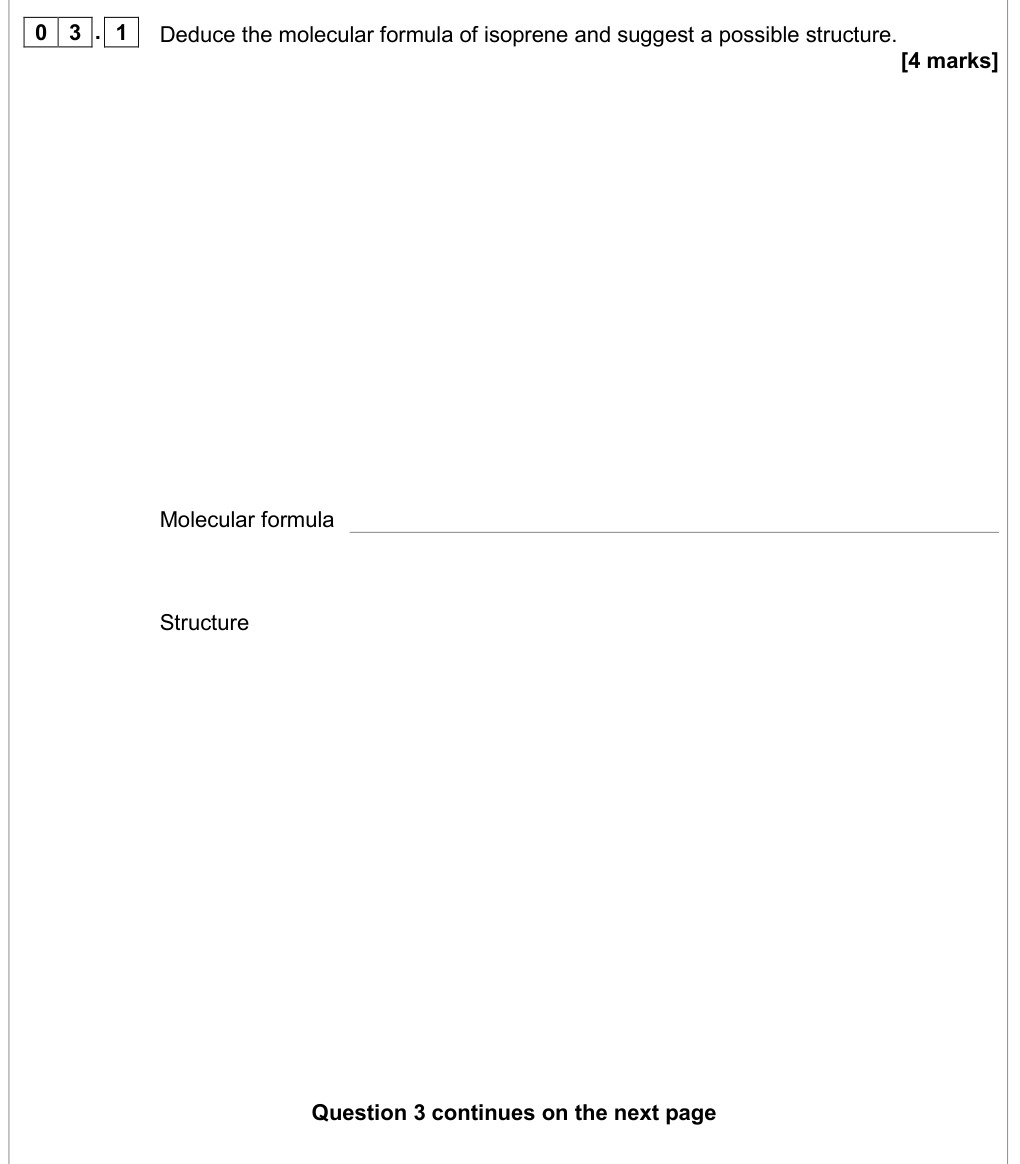 0 3 . 1 Deduce the molecular formula of isoprene and suggest a possible structure.
[4 marks]
Molecular formula
Structure
Question 3 continues on the next page